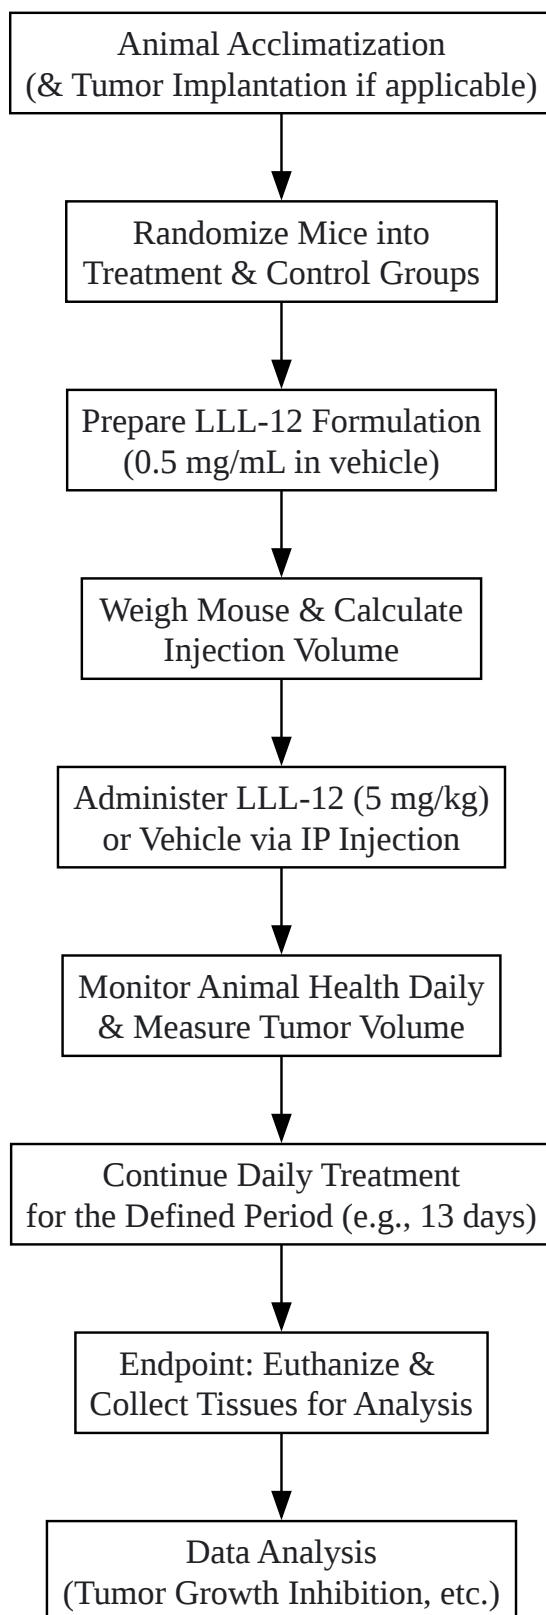 Animal Acclimatization
(& Tumor Implantation if applicable)
Randomize Mice into
Treatment & Control Groups
Prepare LLL-12 Formulation
(0.5 mg/mL in vehicle)
Weigh Mouse & Calculate
Injection Volume
Administer LLL-12 (5 mg/kg)
or Vehicle via IP Injection
Monitor Animal Health Daily
& Measure Tumor Volume
Continue Daily Treatment
for the Defined Period (e.g., 13 days)
Endpoint: Euthanize &
Collect Tissues for Analysis
Data Analysis
(Tumor Growth Inhibition, etc.)